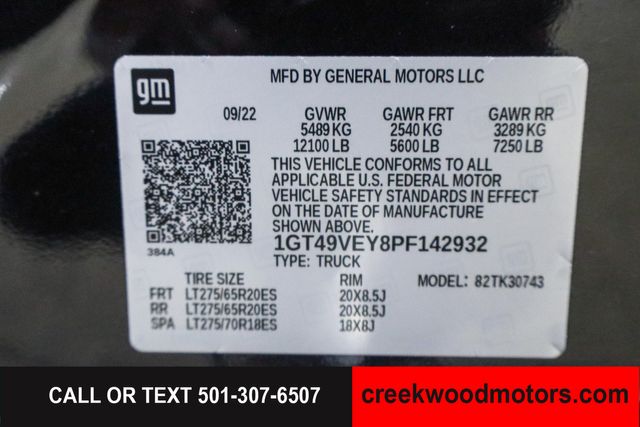 gm
MFD BY GENERAL MOTORS LLC
09/22 GVWR GAWR FRT GAWR RR
5489 KG 2540 KG 3289 KG
12100 LB 5600 LB 7250 LB
THIS VEHICLE CONFORMS TO ALL
APPLICABLE U.S. FEDERAL MOTOR
VEHICLE SAFETY STANDARDS IN EFFECT
ON THE DATE OF MANUFACTURE
SHOWN ABOVE.
384A
1GT49VEY8PF142932
TYPE: TRUCK
TIRE SIZE RIM MODEL: 82TK30743
FRT LT275/65R20ES 20X8.5J
RR LT275/65R20ES 20X8.5J
SPA LT275/70R18ES 18X8J
CALL OR TEXT 501-307-6507
creekwoodmotors.com